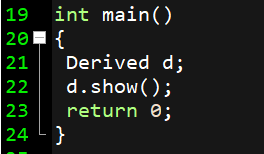 19 int main()
20 {
21 Derived d;
22 d.show();
23 return 0;
24 }